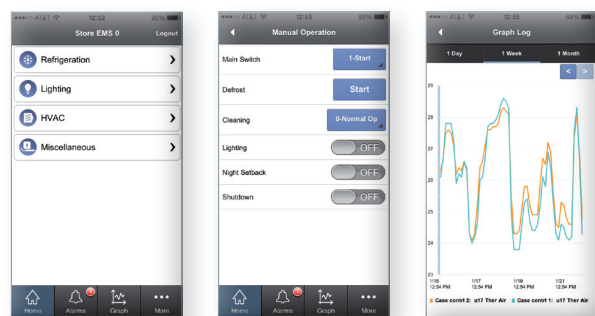 AT&T 12:52 90%
Store EMS 0 Logout
Refrigeration
Lighting
HVAC
Miscellaneous
Home Alarms Graph More
AT&T 12:53 89%
Manual Operation
Main Switch 1-Start
Defrost Start
Cleaning 0-Normal Op
Lighting OFF
Night Setback OFF
Shutdown OFF
Home Alarms Graph More
AT&T 12:55 89%
Graph Log
1 Day 1 Week 1 Month
< >
29
28
27
26
25
24
23
1/15 1/17 1/19 1/21
12:54 PM 12:54 PM 12:54 PM 12:54 PM
Case contrl 2: u17 Ther Air Case contrl 1: u17 Ther Air